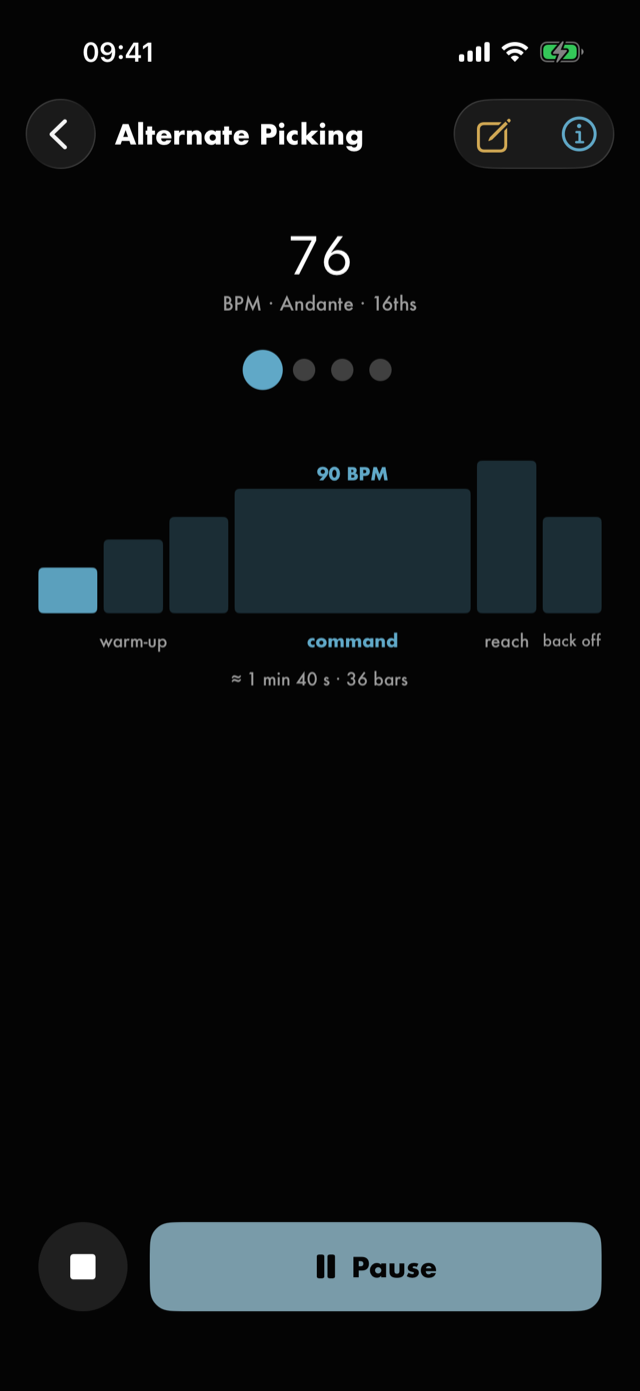 09:41
Alternate Picking
76
BPM · Andante · 16ths
90 BPM
warm-up command reach back off
≈ 1 min 40 s · 36 bars
Pause